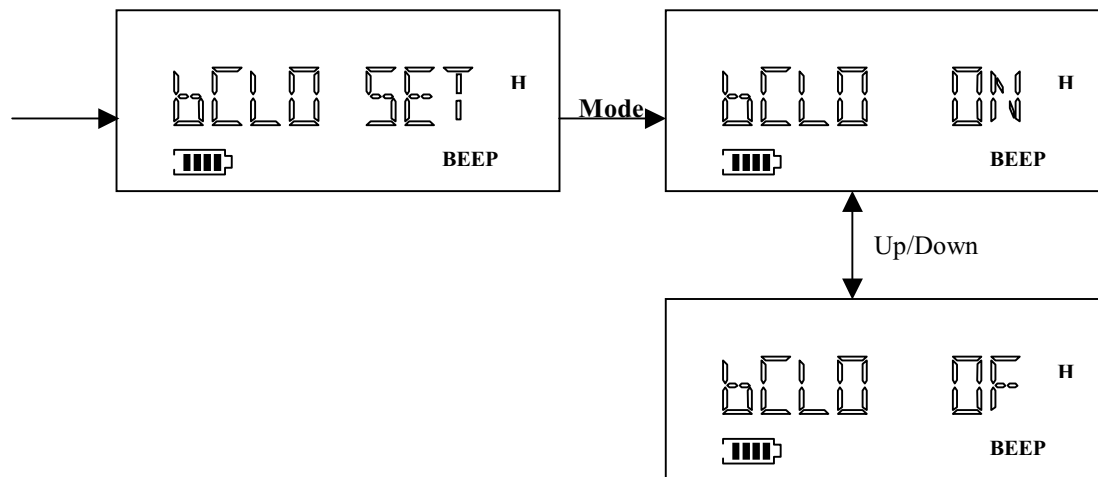 bCLO SET H
BEEP
Mode
bCLO ON H
BEEP
Up/Down
bCLO OF H
BEEP